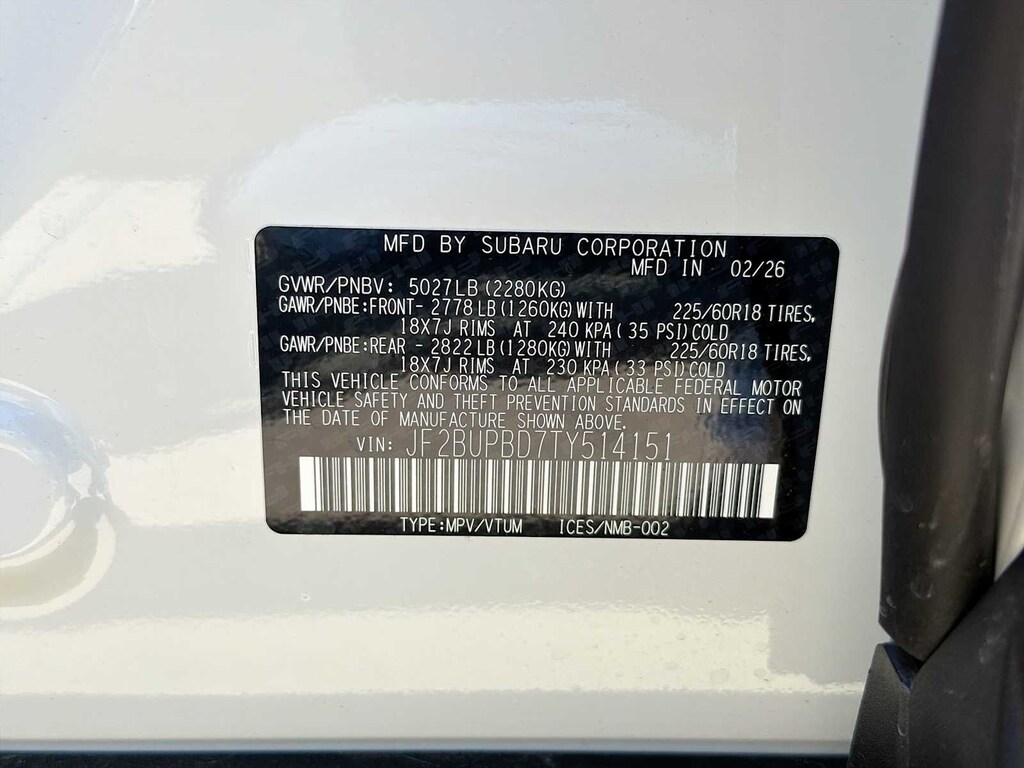 MFD BY SUBARU CORPORATION
MFD IN 02/26
GVWR/PNBV: 5027LB(2280KG)
GAWR/PNBE:FRONT- 2778 LB(1260KG)WITH 225/60R18 TIRES,
18X7J RIMS AT 240 KPA( 35 PSI)COLD
GAWR/PNBE:REAR - 2822 LB(1280KG)WITH 225/60R18 TIRES,
18X7J RIMS AT 230 KPA( 33 PSI)COLD
THIS VEHICLE CONFORMS TO ALL APPLICABLE FEDERAL MOTOR
VEHICLE SAFETY AND THEFT PREVENTION STANDARDS IN EFFECT ON
THE DATE OF MANUFACTURE SHOWN ABOVE.
VIN: JF2BUPBD7TY514151
TYPE:MPV/VTUM ICES/NMB-002